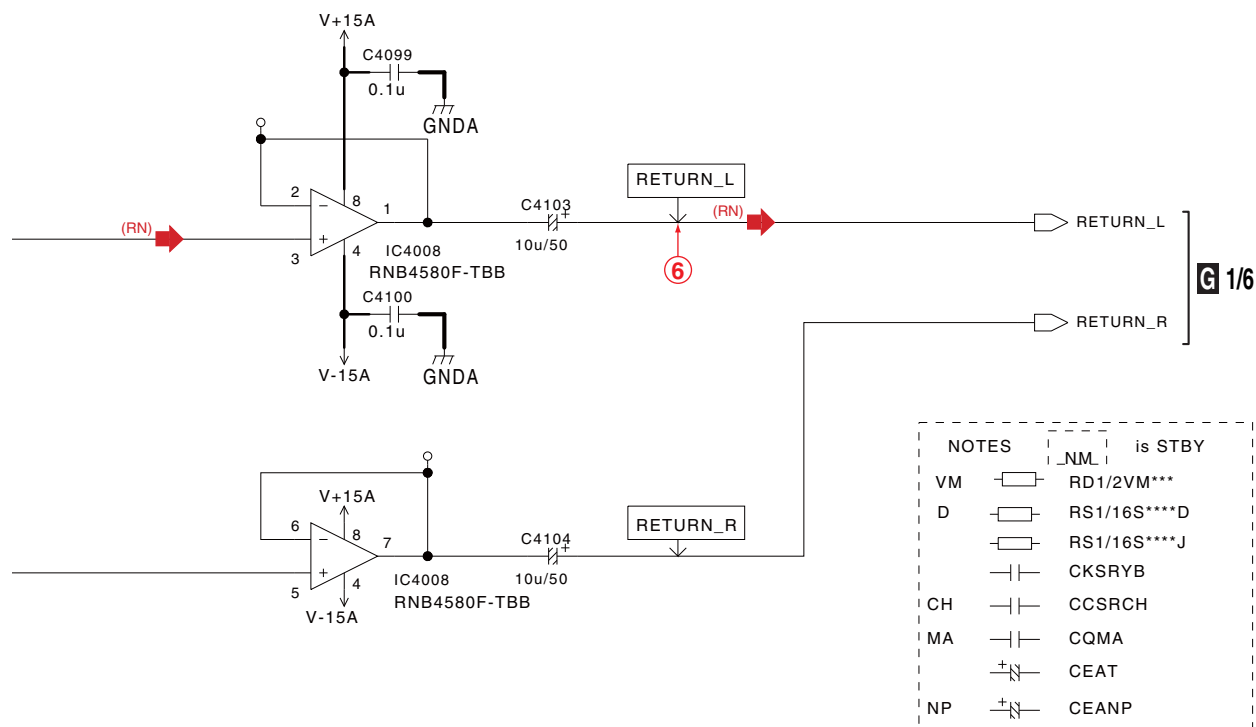 V+15A
C4099
0.1u
GNDA
2
8
1
(RN)
3
4
IC4008
RNB4580F-TBB
C4103
+
10u/50
RETURN_L
(RN)
6
RETURN_L
G 1/6
RETURN_R
C4100
0.1u
V-15A
GNDA
V+15A
6
8
7
5
4
V-15A
IC4008
RNB4580F-TBB
C4104
+
10u/50
RETURN_R
NOTES NM is STBY
VM RD1/2VM***
D RS1/16S****D
RS1/16S****J
CKSRYB
CH CCSRCH
MA CQMA
+ CEAT
NP + CEANP